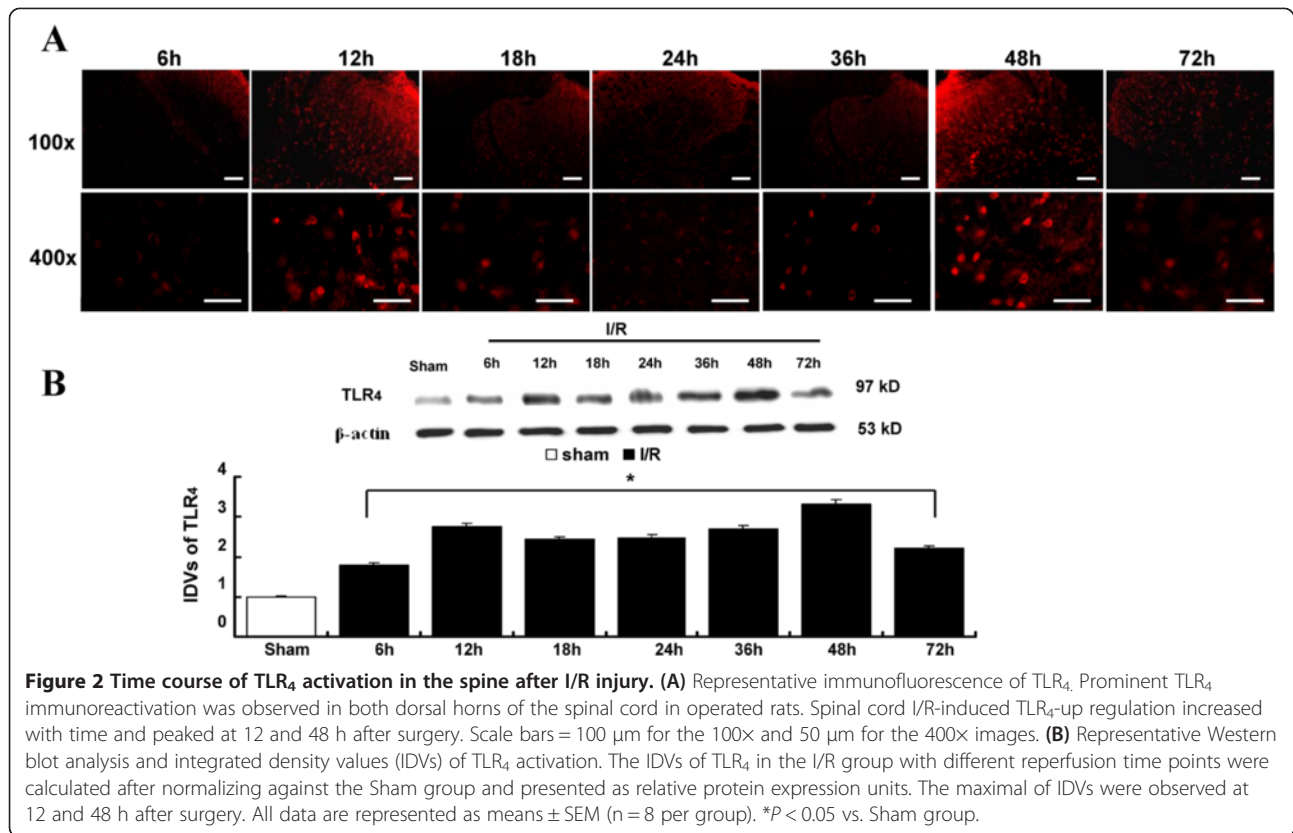 A
6h 12h 18h 24h 36h 48h 72h
100x
400x
I/R
B
Sham 6h 12h 18h 24h 36h 48h 72h
TLR4 97 kD
β-actin 53 kD
□ sham ■ I/R
*
IDVs of TLR4
4
3
2
1
0
Sham 6h 12h 18h 24h 36h 48h 72h
Figure 2 Time course of TLR4 activation in the spine after I/R injury. (A) Representative immunofluorescence of TLR4. Prominent TLR4
immunoreactivation was observed in both dorsal horns of the spinal cord in operated rats. Spinal cord I/R-induced TLR4-up regulation increased
with time and peaked at 12 and 48 h after surgery. Scale bars = 100 μm for the 100× and 50 μm for the 400× images. (B) Representative Western
blot analysis and integrated density values (IDVs) of TLR4 activation. The IDVs of TLR4 in the I/R group with different reperfusion time points were
calculated after normalizing against the Sham group and presented as relative protein expression units. The maximal of IDVs were observed at
12 and 48 h after surgery. All data are represented as means ± SEM (n = 8 per group). *P < 0.05 vs. Sham group.